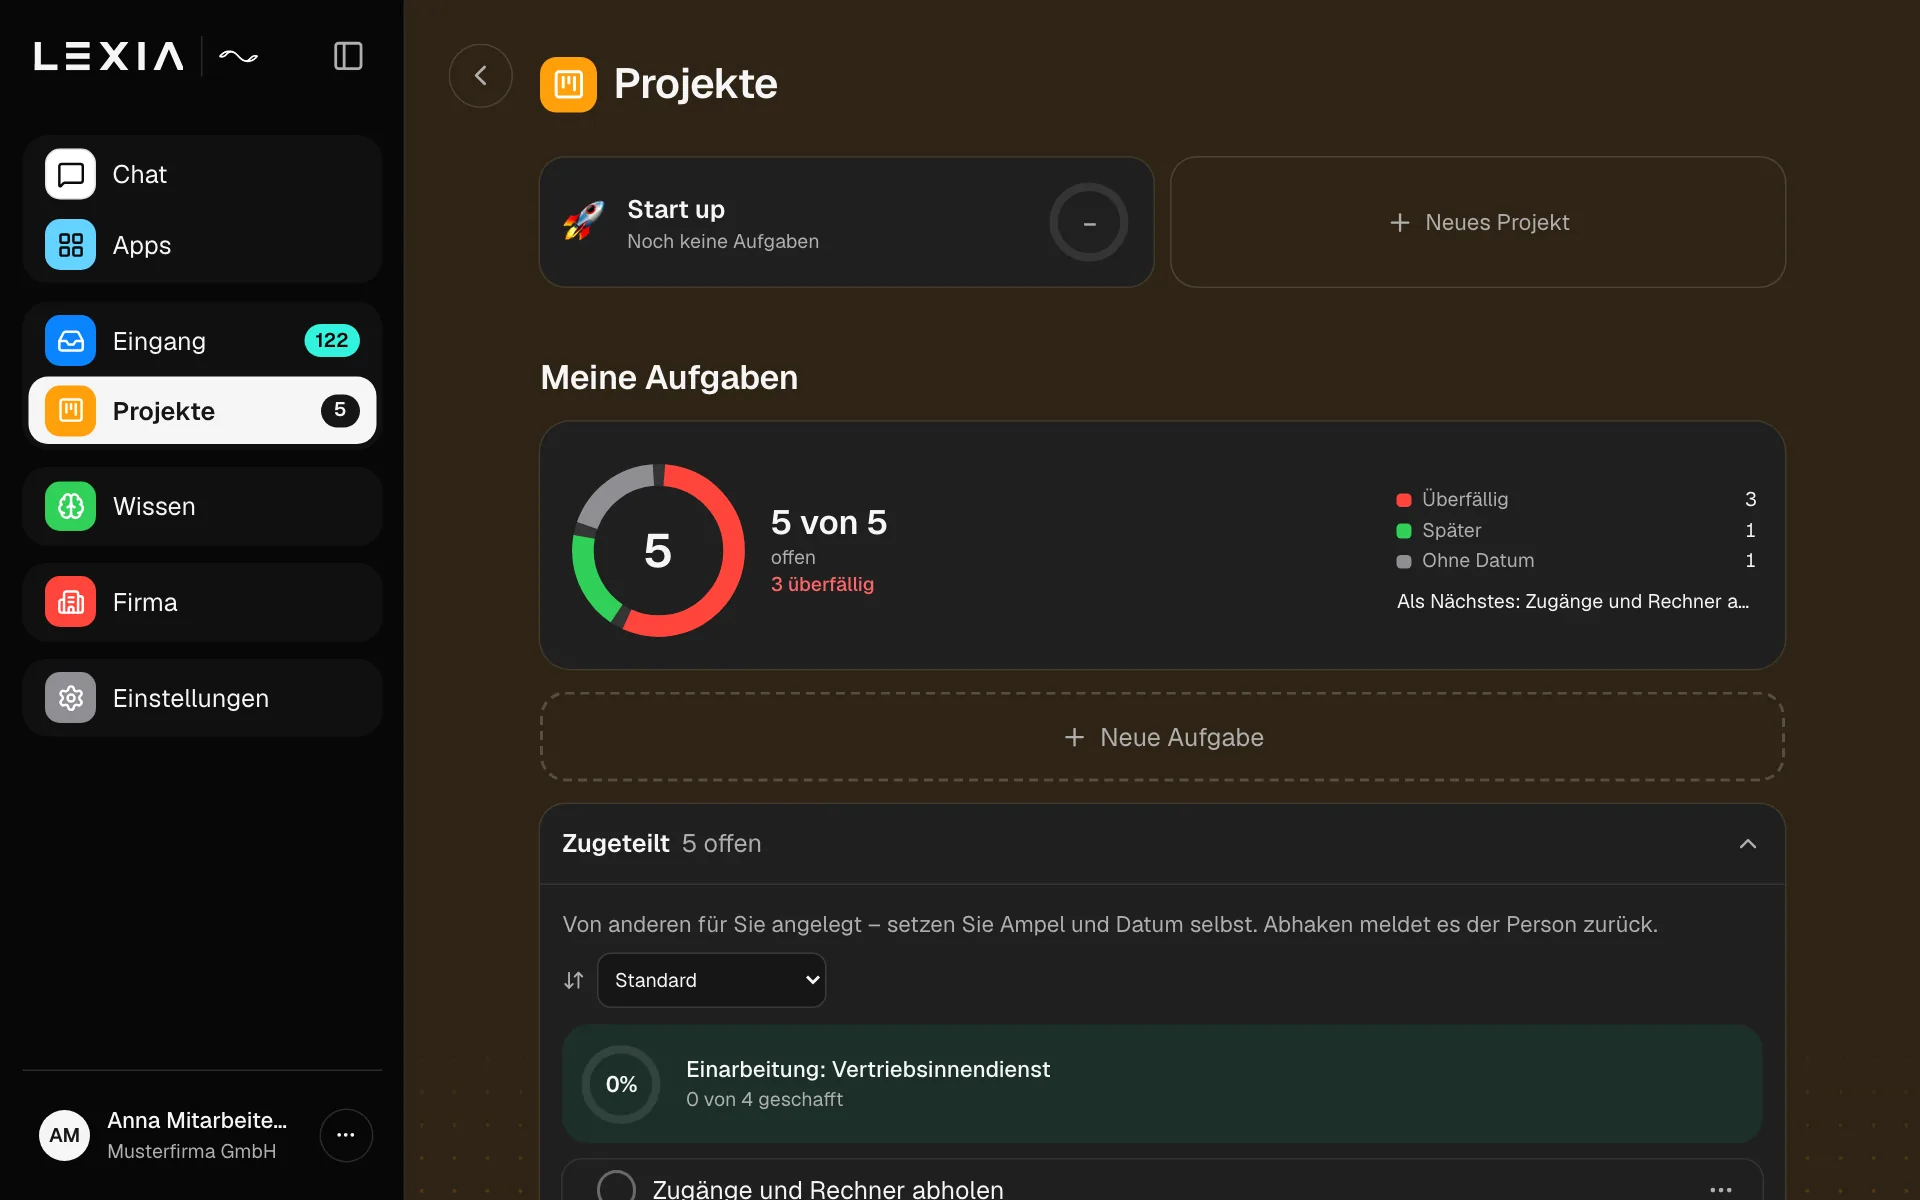 LEXIA
Chat
Apps
Eingang 122
Projekte 5
Wissen
Firma
Einstellungen
AM
Anna Mitarbeite...
Musterfirma GmbH
Projekte
Start up
Noch keine Aufgaben
–
+ Neues Projekt
Meine Aufgaben
5
5 von 5
offen
3 überfällig
Überfällig 3
Später 1
Ohne Datum 1
Als Nächstes: Zugänge und Rechner a...
+ Neue Aufgabe
Zugeteilt 5 offen
Von anderen für Sie angelegt – setzen Sie Ampel und Datum selbst. Abhaken meldet es der Person zurück.
Standard
0%
Einarbeitung: Vertriebsinnendienst
0 von 4 geschafft
Zugänge und Rechner abholen